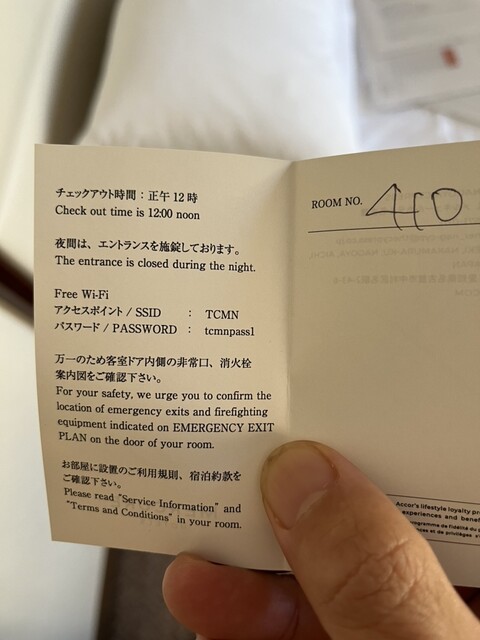 チェックアウト時間：正午 12 時
Check out time is 12:00 noon
夜間は、エントランスを施錠しております。
The entrance is closed during the night.
Free Wi-Fi
アクセスポイント / SSID : TCMN
パスワード / PASSWORD : tcmnpass1
万一のため客室ドア内側の非常口、消火栓
案内図をご確認下さい。
For your safety, we urge you to confirm the
location of emergency exits and firefighting
equipment indicated on EMERGENCY EXIT
PLAN on the door of your room.
お部屋に設置のご利用規則、宿泊約款を
ご確認下さい。
Please read "Service Information" and
"Terms and Conditions" in your room.
ROOM NO. 410
Accor's lifestyle loyalty
experiences and